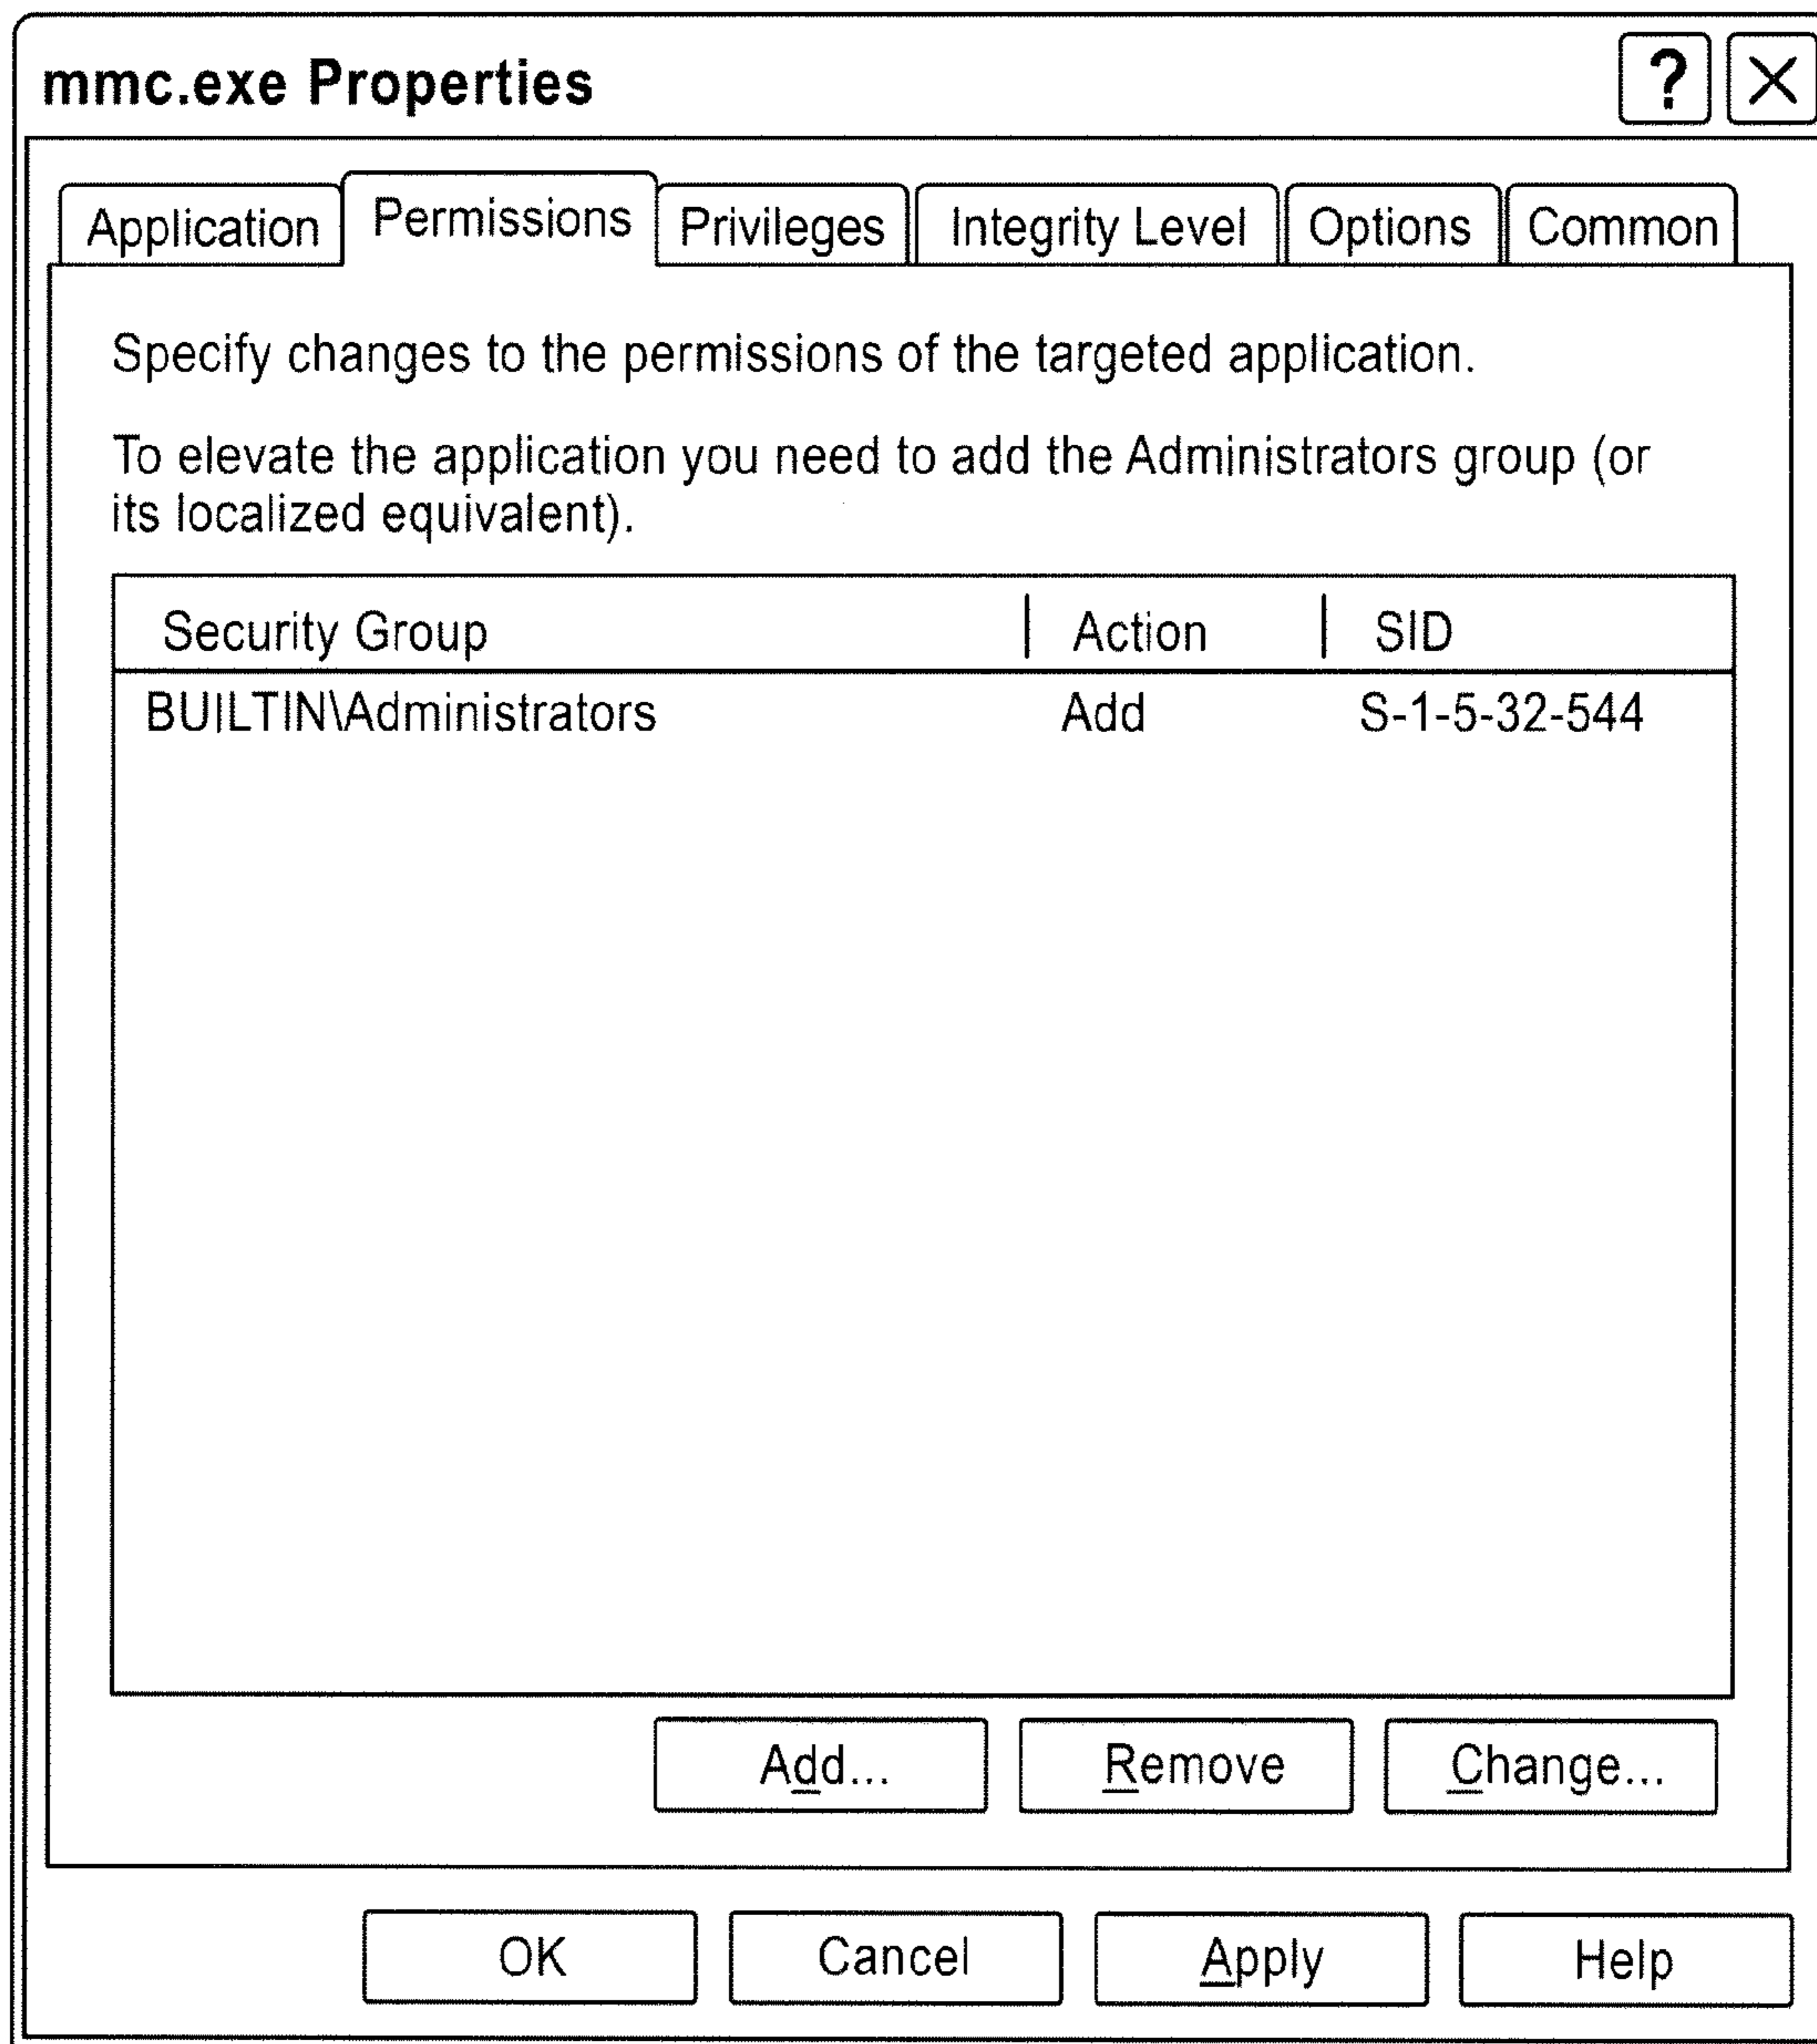 mmc.exe Properties ? X
Application Permissions Privileges Integrity Level Options Common
Specify changes to the permissions of the targeted application.
To elevate the application you need to add the Administrators group (or
its localized equivalent).
Security Group | Action | SID
BUILTIN\Administrators Add S-1-5-32-544
Add... Remove Change...
OK Cancel Apply Help